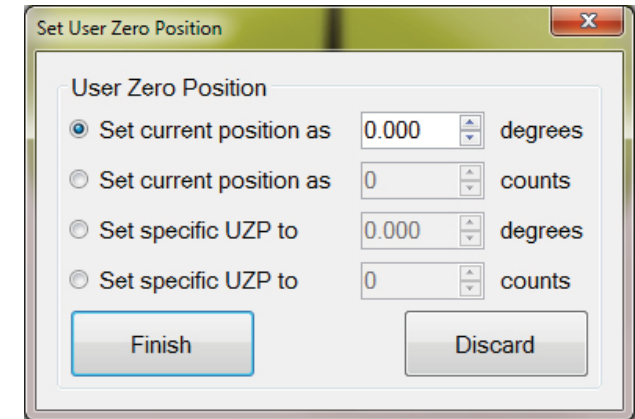 Set User Zero Position
User Zero Position
Set current position as 0.000 degrees
Set current position as 0 counts
Set specific UZP to 0.000 degrees
Set specific UZP to 0 counts
Finish Discard